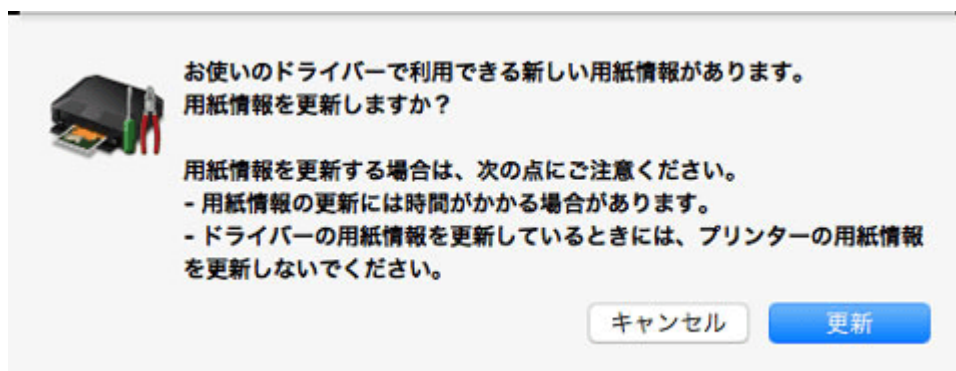 お使いのドライバーで利用できる新しい用紙情報があります。
用紙情報を更新しますか？
用紙情報を更新する場合は、次の点にご注意ください。
- 用紙情報の更新には時間がかかる場合があります。
- ドライバーの用紙情報を更新しているときには、プリンターの用紙情報
を更新しないでください。
キャンセル
更新